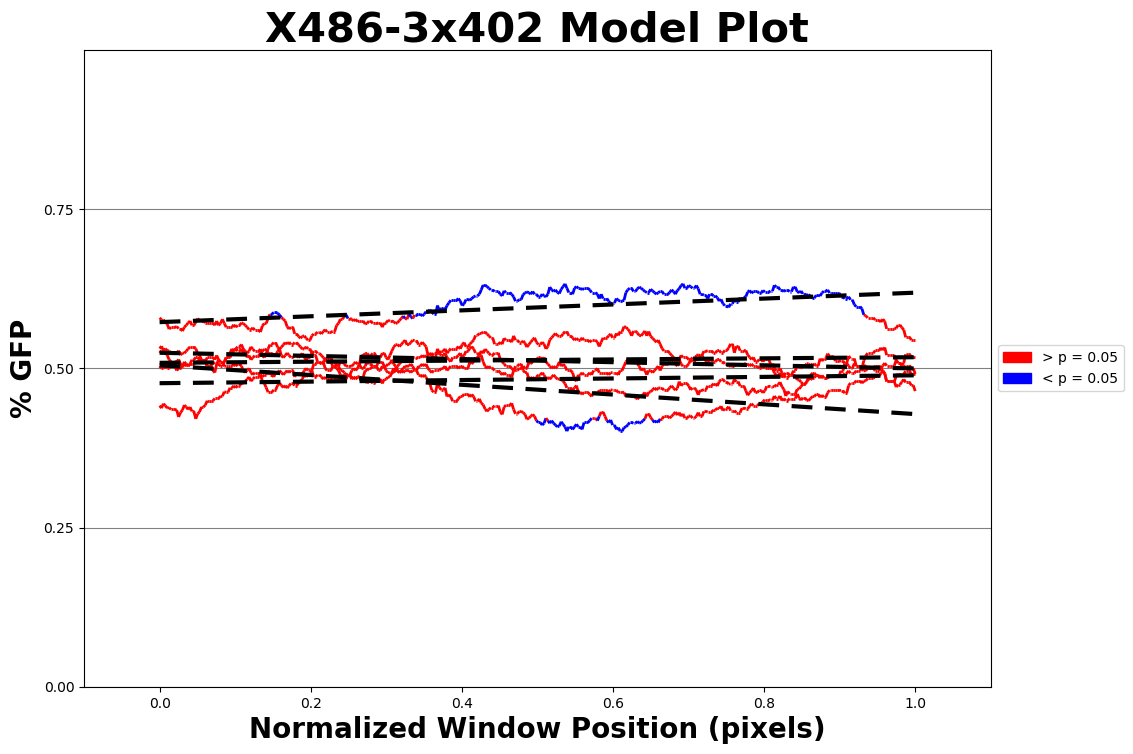 X486-3x402 Model Plot
% GFP
0.75
0.50
0.25
0.00
0.0 0.2 0.4 0.6 0.8 1.0
Normalized Window Position (pixels)
> p = 0.05
< p = 0.05